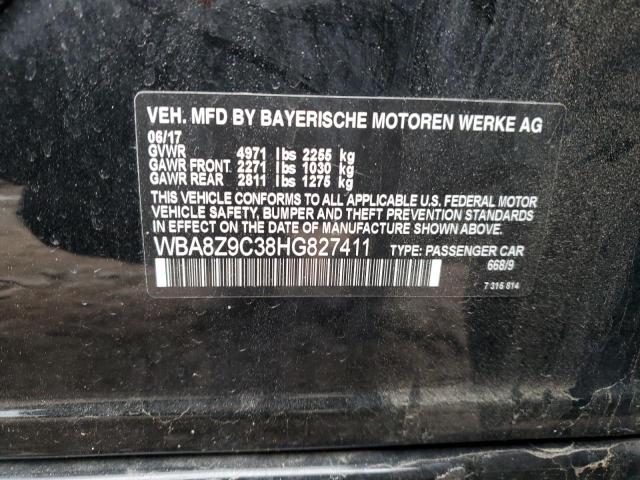 VEH. MFD BY BAYERISCHE MOTOREN WERKE AG
06/17
GVWR 4971 lbs 2255 kg
GAWR FRONT 2271 lbs 1030 kg
GAWR REAR 2811 lbs 1275 kg
THIS VEHICLE CONFORMS TO ALL APPLICABLE U.S. FEDERAL MOTOR
VEHICLE SAFETY, BUMPER AND THEFT PREVENTION STANDARDS
IN EFFECT ON THE DATE OF MANUFACTURE SHOWN ABOVE.
WBA8Z9C38HG827411 TYPE: PASSENGER CAR
668/9
7 316 814